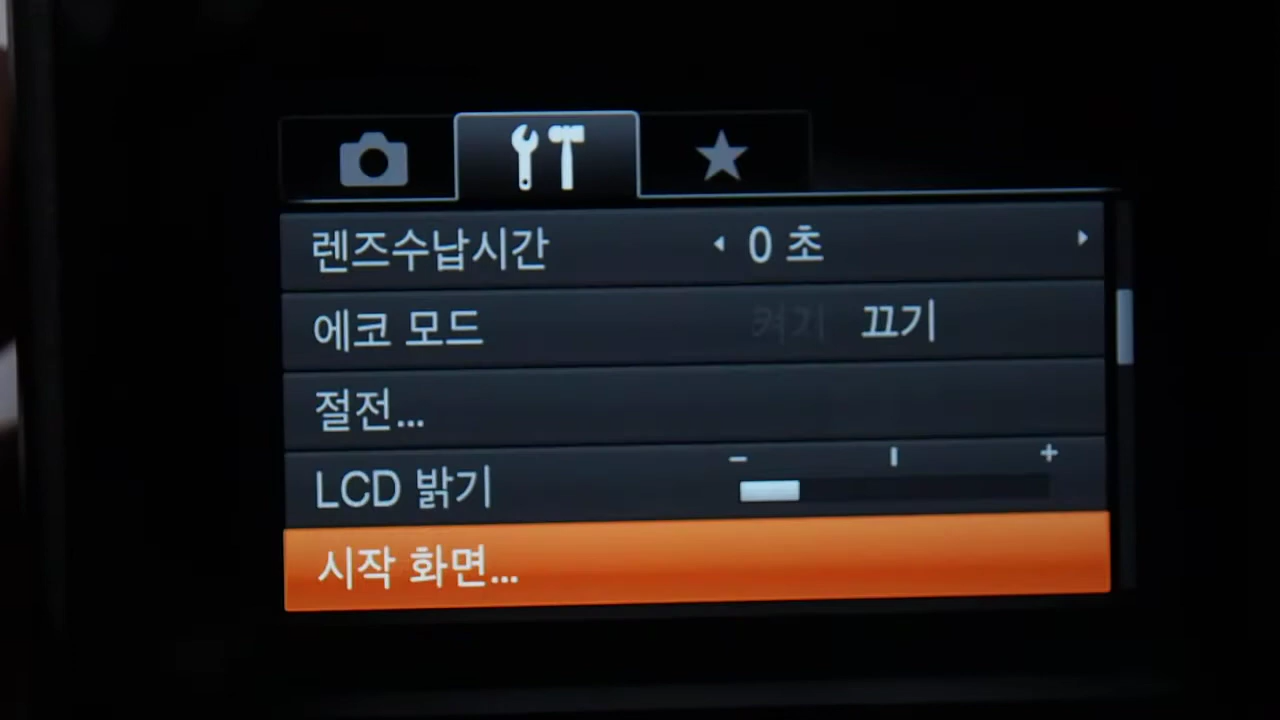 렌즈수납시간 0 초
에코 모드 켜기 끄기
절전...
LCD 밝기 - +
시작 화면...